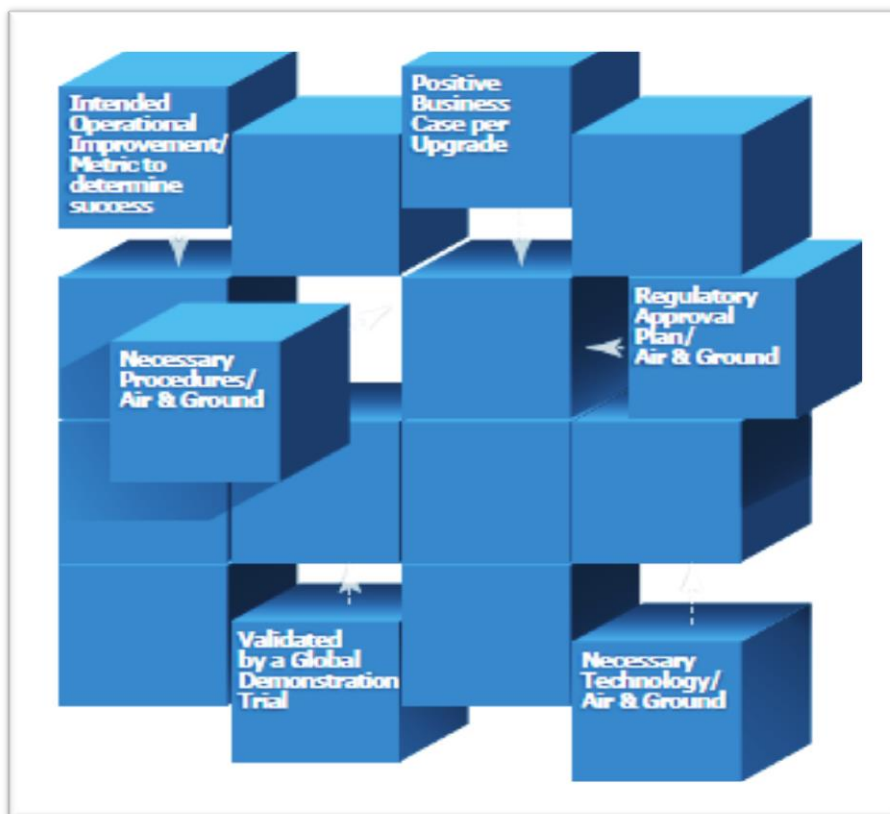 Intended
Operational
Improvement/
Metric to
determine
success
Positive
Business
Case per
Upgrade
Regulatory
Approval
Plan/
Air & Ground
Necessary
Procedures/
Air & Ground
Validated
by a Global
Demonstration
Trial
Necessary
Technology/
Air & Ground